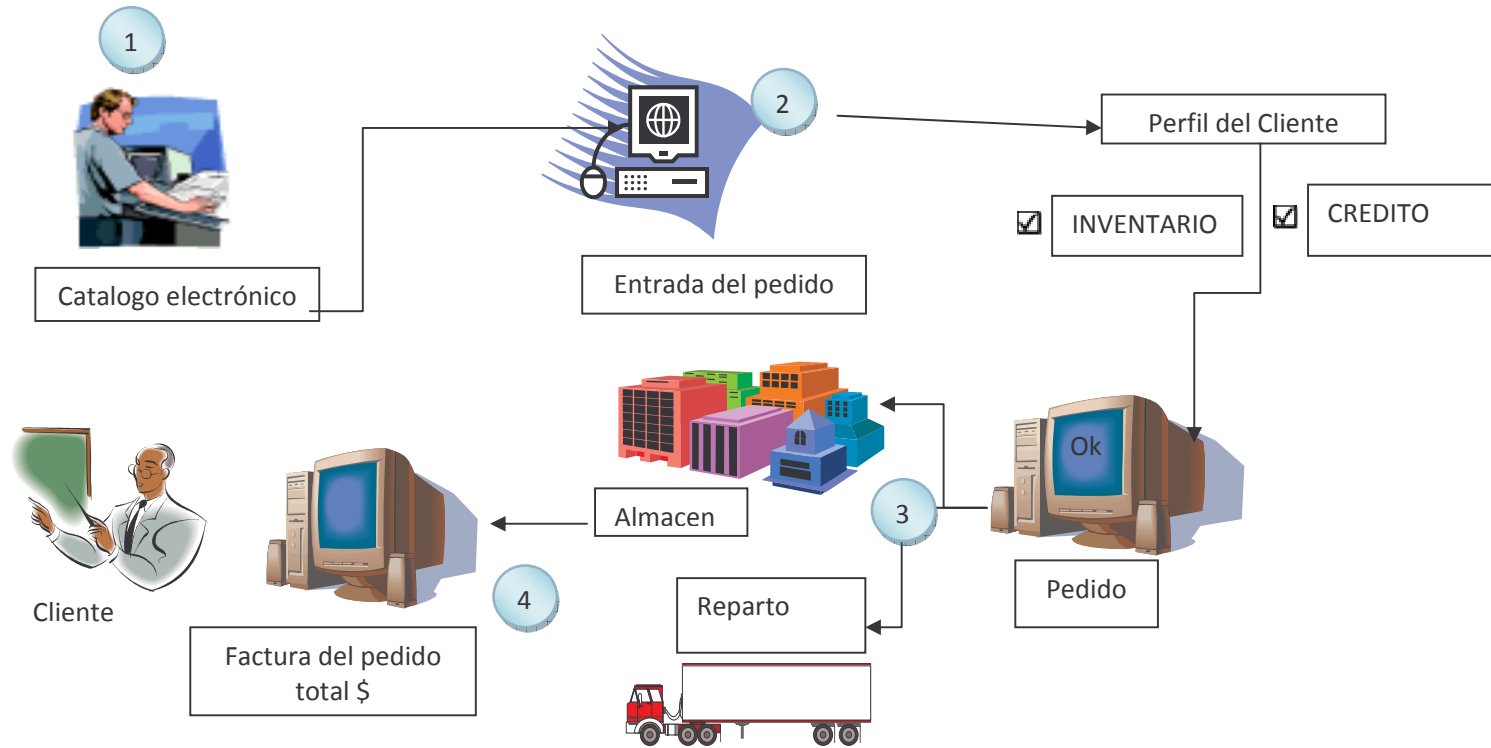 1
2
Perfil del Cliente
INVENTARIO
CREDITO
Catalogo electrónico
Entrada del pedido
Ok
3
Almacen
Pedido
4
Reparto
Cliente
Factura del pedido
total $